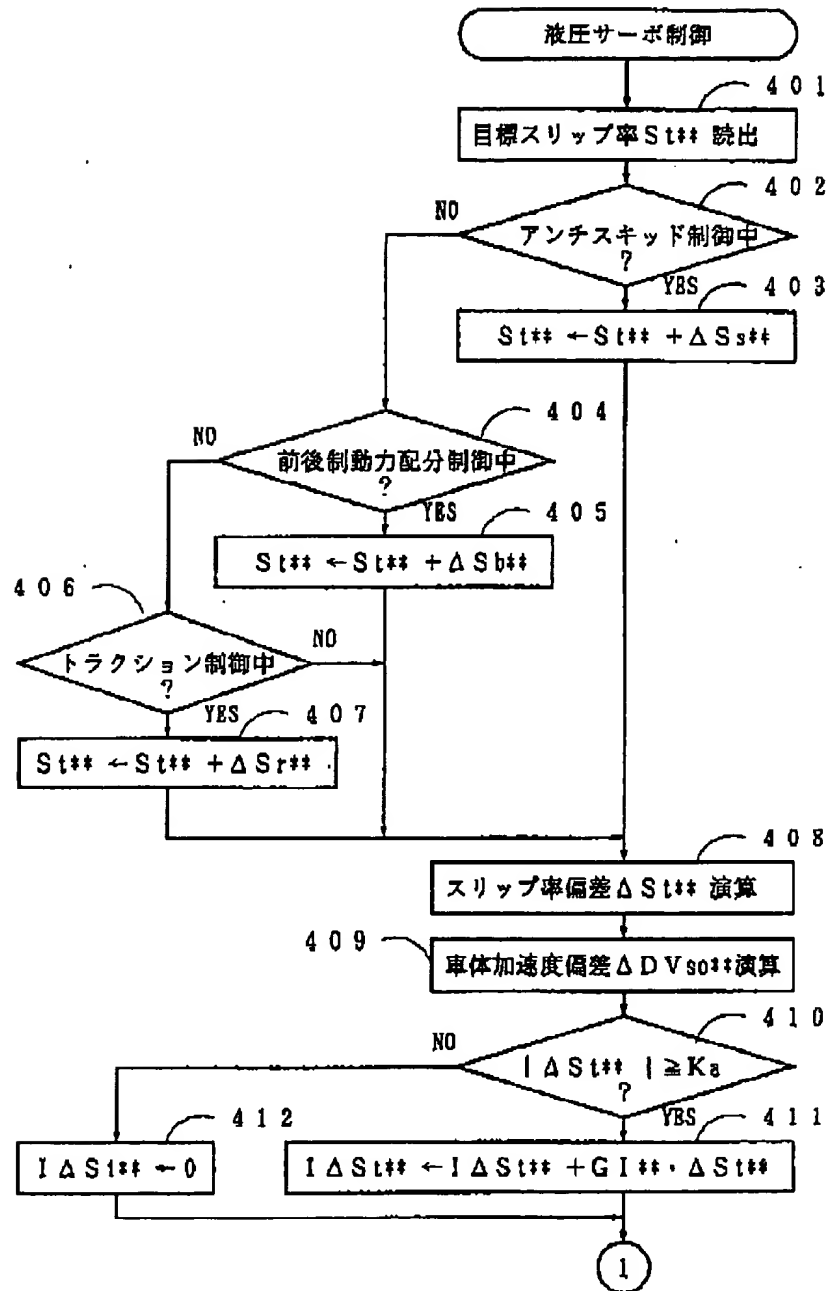 液圧サーボ制御
401
目標スリップ率St** 読出
402
NO
アンチスキッド制御中
?
YES
403
St** ←St** +ΔSs**
404
NO
前後制動力配分制御中
?
YES
405
St** ←St** +ΔSb**
406
NO
トラクション制御中
?
YES
407
St** ←St** +ΔSr**
408
スリップ率偏差ΔSt** 演算
409
車体加速度偏差ΔDVso**演算
410
NO
|ΔSt** |≧Ka
?
YES
412
411
IΔSt** ←0
IΔSt** ←IΔSt** +GI**・ΔSt**
1